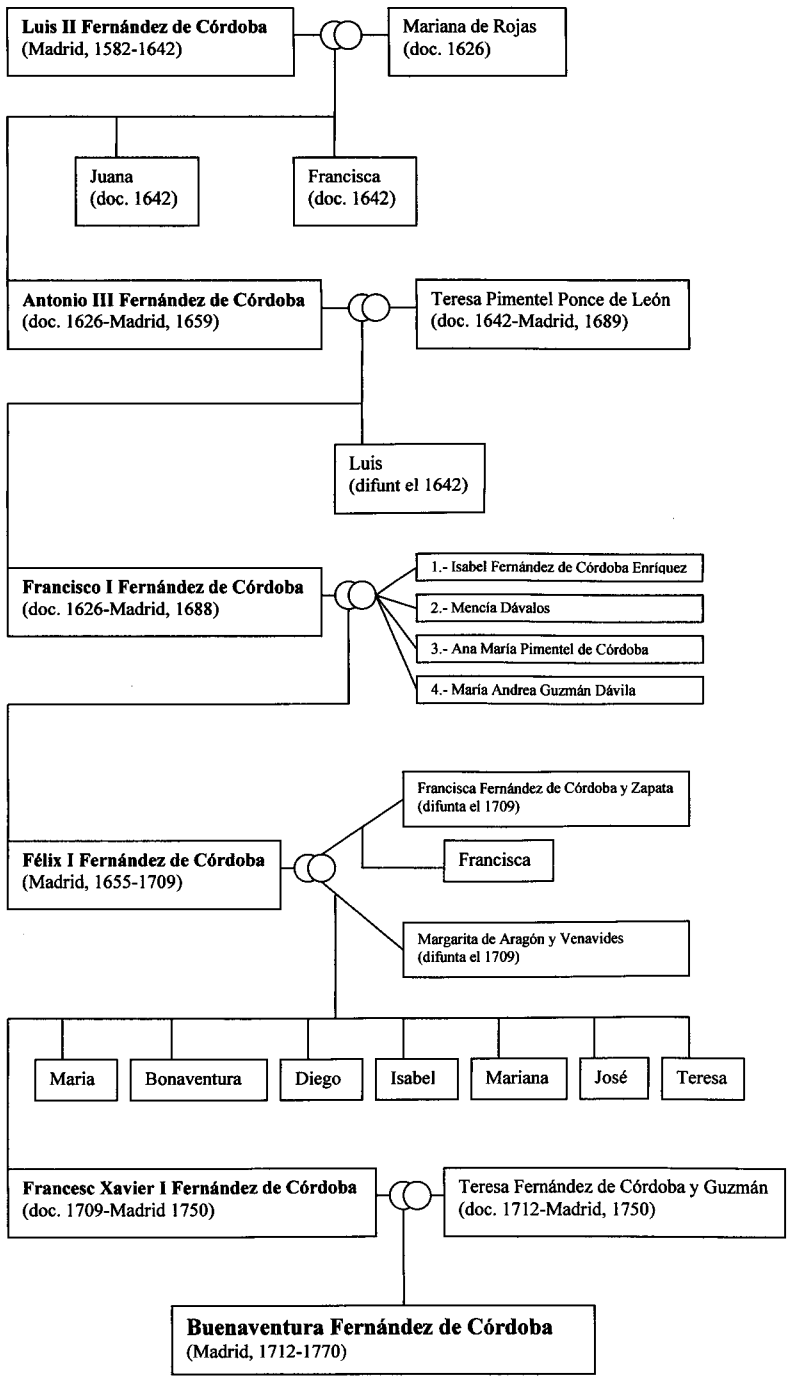 Luis II Fernández de Córdoba
(Madrid, 1582-1642)
Mariana de Rojas
(doc. 1626)
Juana
(doc. 1642)
Francisca
(doc. 1642)
Antonio III Fernández de Córdoba
(doc. 1626-Madrid, 1659)
Teresa Pimentel Ponce de León
(doc. 1642-Madrid, 1689)
Luis
(difunt el 1642)
Francisco I Fernández de Córdoba
(doc. 1626-Madrid, 1688)
1.- Isabel Fernández de Córdoba Enríquez
2.- Mencía Dávalos
3.- Ana María Pimentel de Córdoba
4.- María Andrea Guzmán Dávila
Francisca Fernández de Córdoba y Zapata
(difunta el 1709)
Francisca
Félix I Fernández de Córdoba
(Madrid, 1655-1709)
Margarita de Aragón y Venavides
(difunta el 1709)
Maria
Bonaventura
Diego
Isabel
Mariana
José
Teresa
Francesc Xavier I Fernández de Córdoba
(doc. 1709-Madrid 1750)
Teresa Fernández de Córdoba y Guzmán
(doc. 1712-Madrid, 1750)
Buenaventura Fernández de Córdoba
(Madrid, 1712-1770)